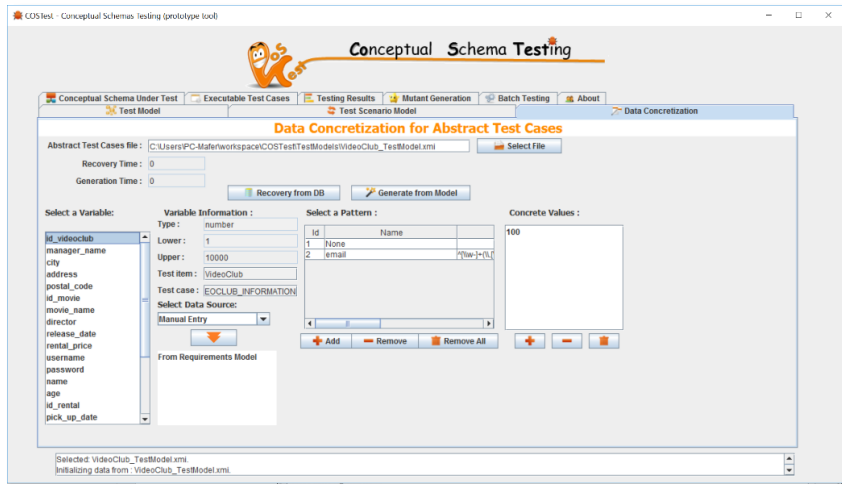 COSTest - Conceptual Schemas Testing (prototype tool)
Cos Test
Conceptual Schema Testing
Conceptual Schema Under Test
Executable Test Cases
Testing Results
Mutant Generation
Batch Testing
About
Test Model
Test Scenario Model
Data Concretization
Data Concretization for Abstract Test Cases
Abstract Test Cases file : C:\Users\PC-Mafer\workspace\COSTest\TestModels\VideoClub_TestModel.xmi Select File
Recovery Time : 0
Generation Time : 0
Recovery from DB Generate from Model
Select a Variable:
id_videoclub
manager_name
city
address
postal_code
id_movie
movie_name
director
release_date
rental_price
username
password
name
age
id_rental
pick_up_date
Variable Information :
Type : number
Lower : 1
Upper : 10000
Test item : VideoClub
Test case : EOCLUB_INFORMATION
Select Data Source:
Manual Entry
From Requirements Model
Select a Pattern :
Id Name
1 None
2 email
Add Remove Remove All
Concrete Values :
100
Selected: VideoClub_TestModel.xmi.
Initializing data from : VideoClub_TestModel.xmi.